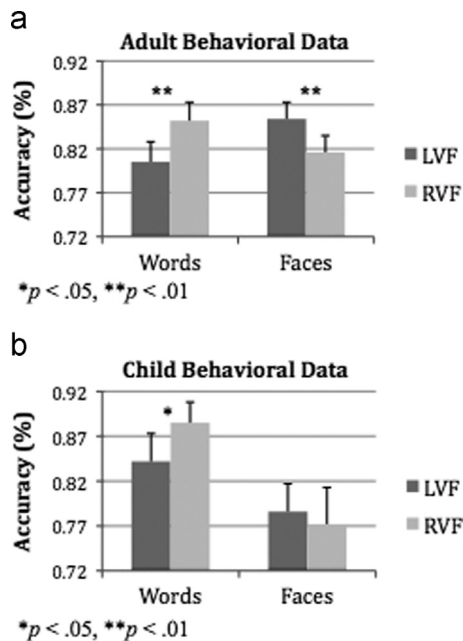 a
Adult Behavioral Data
Accuracy (%)
0.92
0.87
0.82
0.77
0.72
** **
Words Faces
LVF
RVF
*p < .05, **p < .01
b
Child Behavioral Data
Accuracy (%)
0.92
0.87
0.82
0.77
0.72
*
Words Faces
LVF
RVF
*p < .05, **p < .01